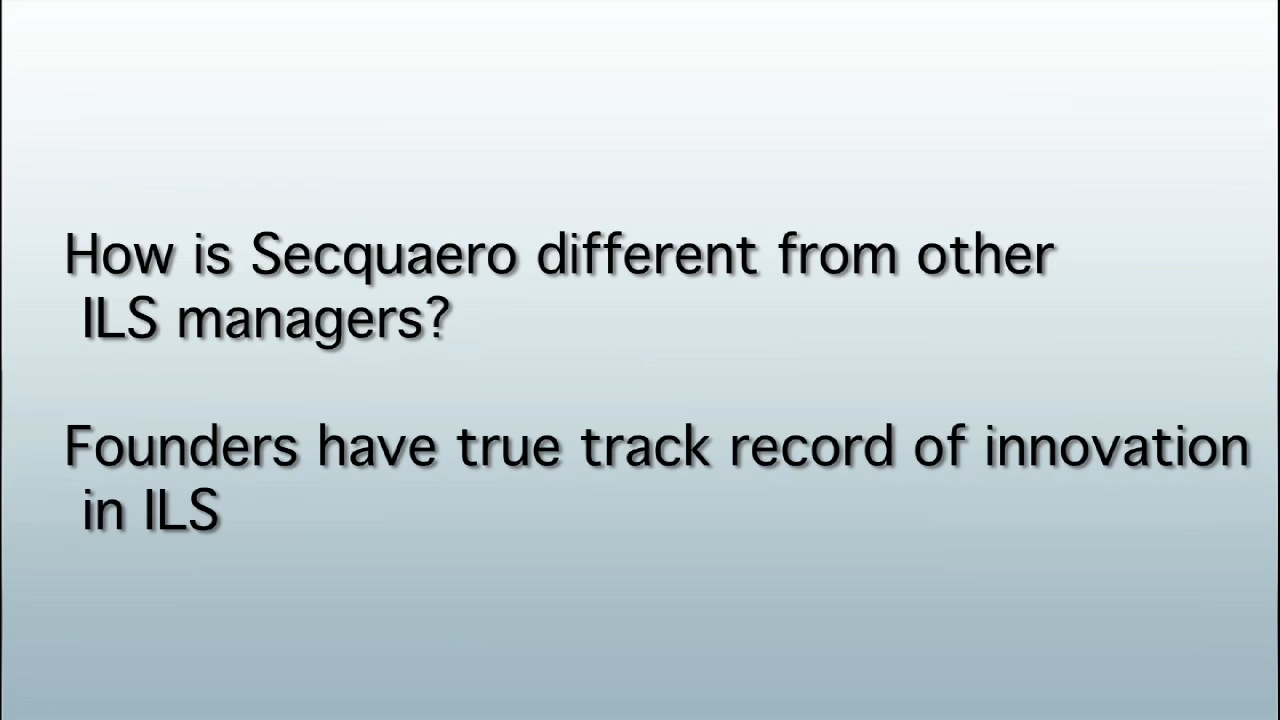 How is Secquaero different from other
ILS managers?
Founders have true track record of innovation
in ILS